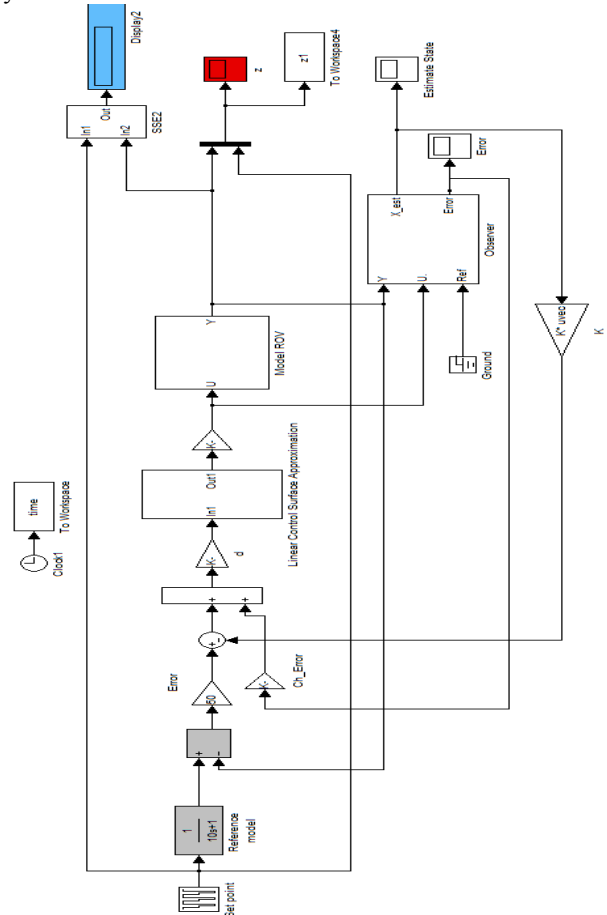 Display2
Out
In1
In2
SSE2
z
z1
To Workspace4
Estimate State
Error
X_est
Error
Y
U.
Ref
Observer
K* uvec
K
Ground
Y
U
Model ROV
-K-
Out1
In1
Linear Control Surface Approximation
-K-
d
time
To Workspace
Clock1
+
+
+
-
-K-
Ch_Error
Error
50
+
-
1
10s+1
Reference
model
Set point